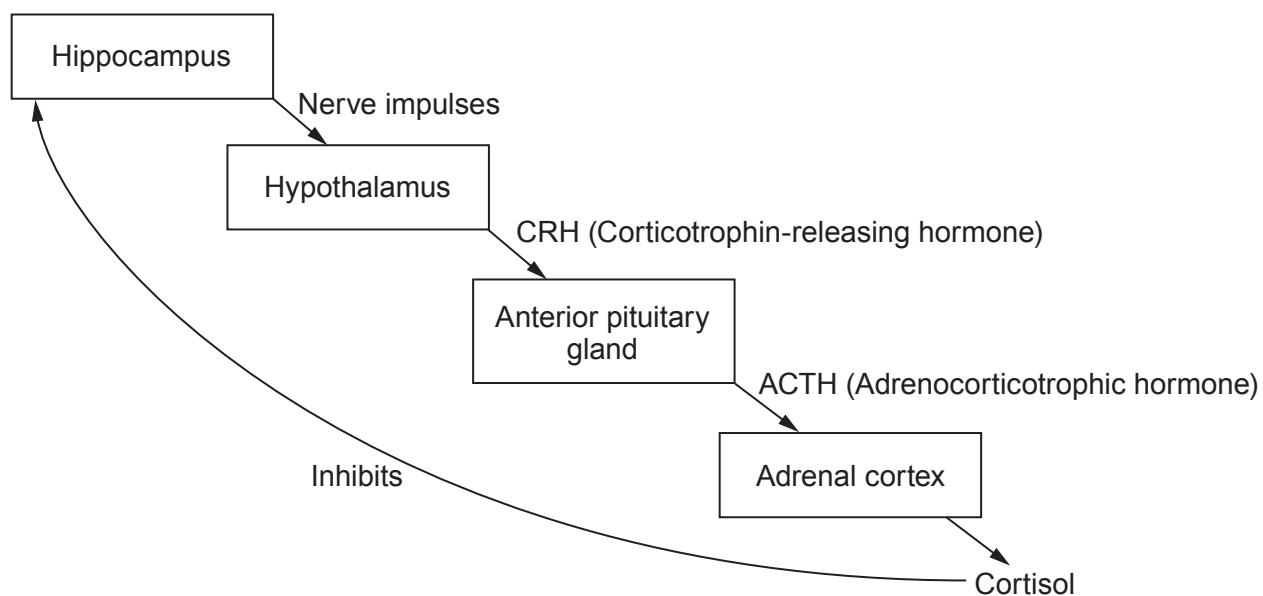 Hippocampus
Nerve impulses
Hypothalamus
CRH (Corticotrophin-releasing hormone)
Anterior pituitary
gland
ACTH (Adrenocorticotrophic hormone)
Adrenal cortex
Inhibits
Cortisol